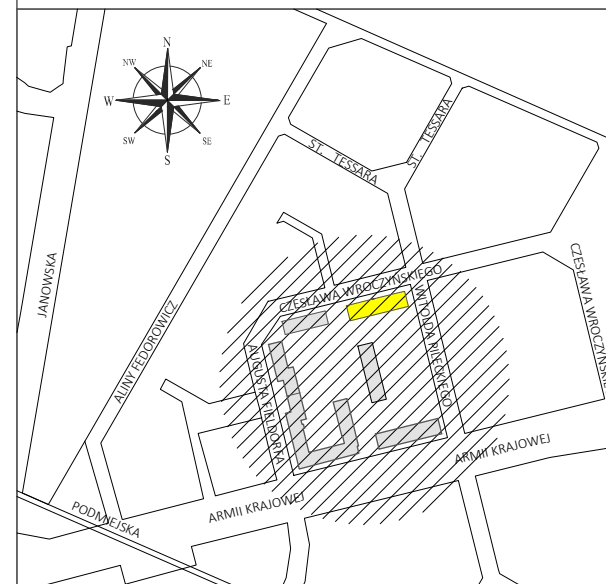 N
NW
NE
W
E
SW
SE
S
ST. TESSARA
ST. TESSARA
JANOWSKA
ALINY FEDOROWICZ
CZESŁAWA WROCZYŃSKIEGO
CZESŁAWA WROCZYŃSKIE
WITOLDA PILECKIEGO
AUGUSTA FIELDORFA
ARMII KRAJOWEJ
ARMII KRAJOWEJ
PODMIEJSKA